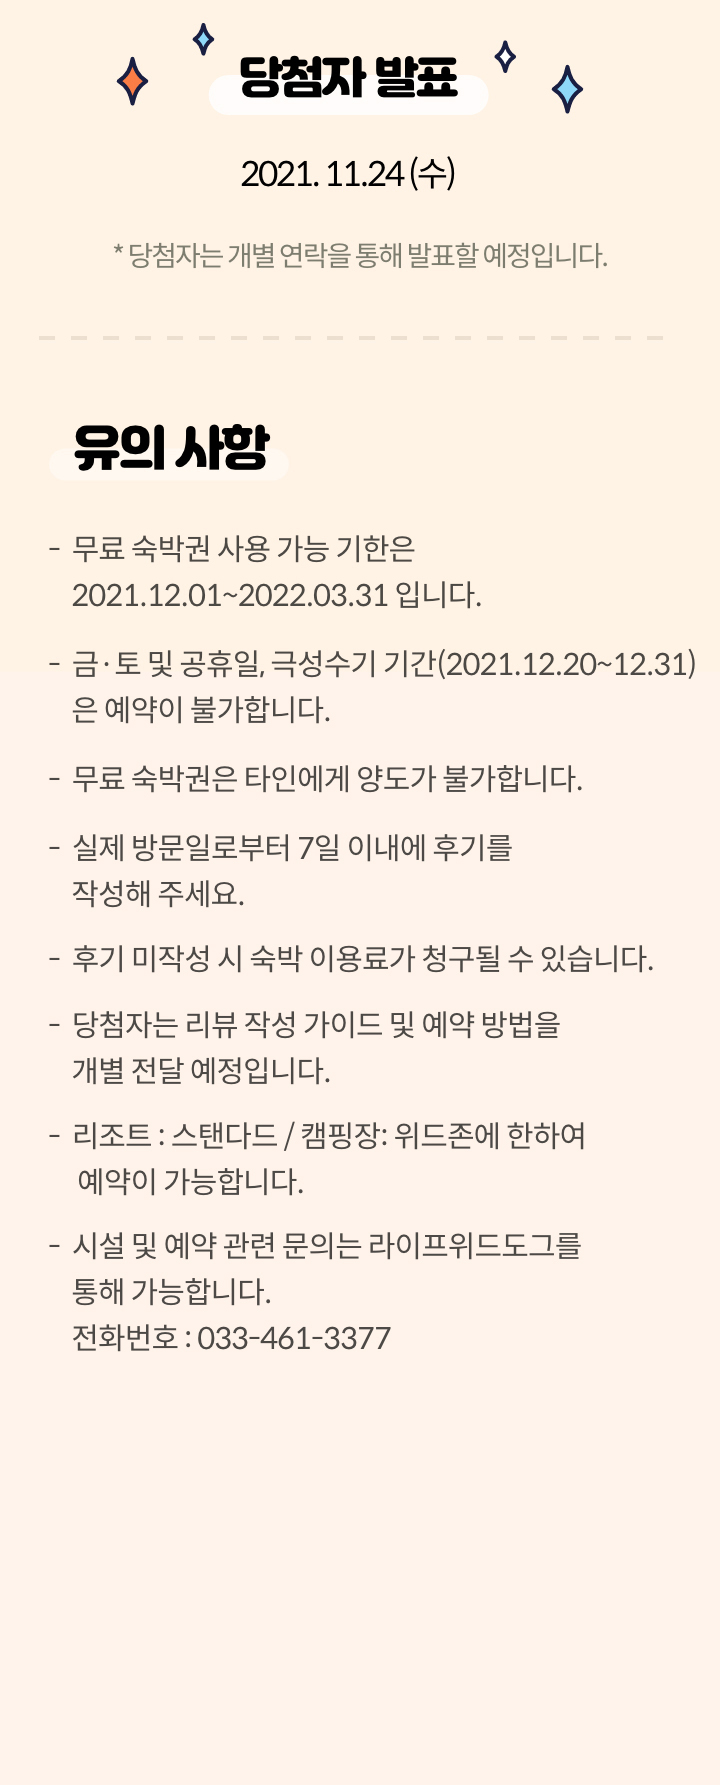 당첨자 발표
2021. 11.24 (수)
* 당첨자는 개별 연락을 통해 발표할 예정입니다.
유의 사항
- 무료 숙박권 사용 가능 기한은
2021.12.01~2022.03.31 입니다.
- 금·토 및 공휴일, 극성수기 기간(2021.12.20~12.31)
은 예약이 불가합니다.
- 무료 숙박권은 타인에게 양도가 불가합니다.
- 실제 방문일로부터 7일 이내에 후기를
작성해 주세요.
- 후기 미작성 시 숙박 이용료가 청구될 수 있습니다.
- 당첨자는 리뷰 작성 가이드 및 예약 방법을
개별 전달 예정입니다.
- 리조트 : 스탠다드 / 캠핑장: 위드존에 한하여
예약이 가능합니다.
- 시설 및 예약 관련 문의는 라이프위드도그를
통해 가능합니다.
전화번호 : 033-461-3377